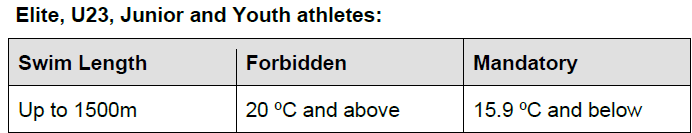 Elite, U23, Junior and Youth athletes:
Swim Length Forbidden Mandatory
Up to 1500m 20 ºC and above 15.9 ºC and below